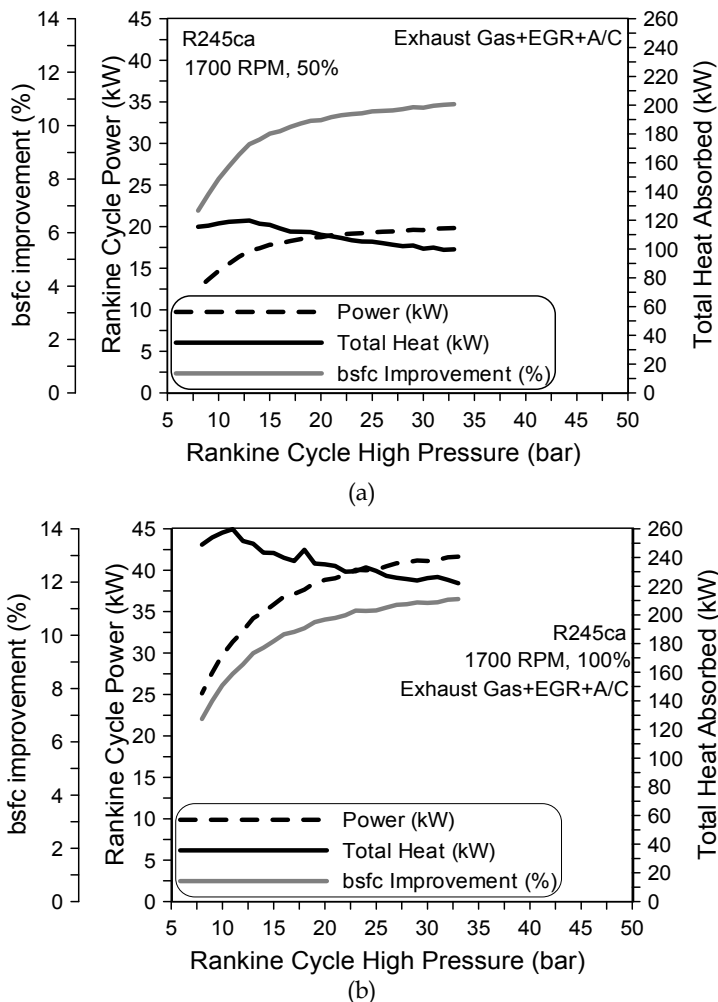 14
12
10
8
6
4
2
0
bsfc improvement (%)
45
40
35
30
25
20
15
10
5
0
Rankine Cycle Power (kW)
R245ca
1700 RPM, 50%
Exhaust Gas+EGR+A/C
Power (kW)
Total Heat (kW)
bsfc Improvement (%)
260
240
220
200
180
160
140
120
100
80
60
40
20
0
Total Heat Absorbed (kW)
5 10 15 20 25 30 35 40 45 50
Rankine Cycle High Pressure (bar)
(a)
14
12
10
8
6
4
2
0
bsfc improvement (%)
45
40
35
30
25
20
15
10
5
0
Rankine Cycle Power (kW)
R245ca
1700 RPM, 100%
Exhaust Gas+EGR+A/C
Power (kW)
Total Heat (kW)
bsfc Improvement (%)
260
240
220
200
180
160
140
120
100
80
60
40
20
0
Total Heat Absorbed (kW)
5 10 15 20 25 30 35 40 45 50
Rankine Cycle High Pressure (bar)
(b)